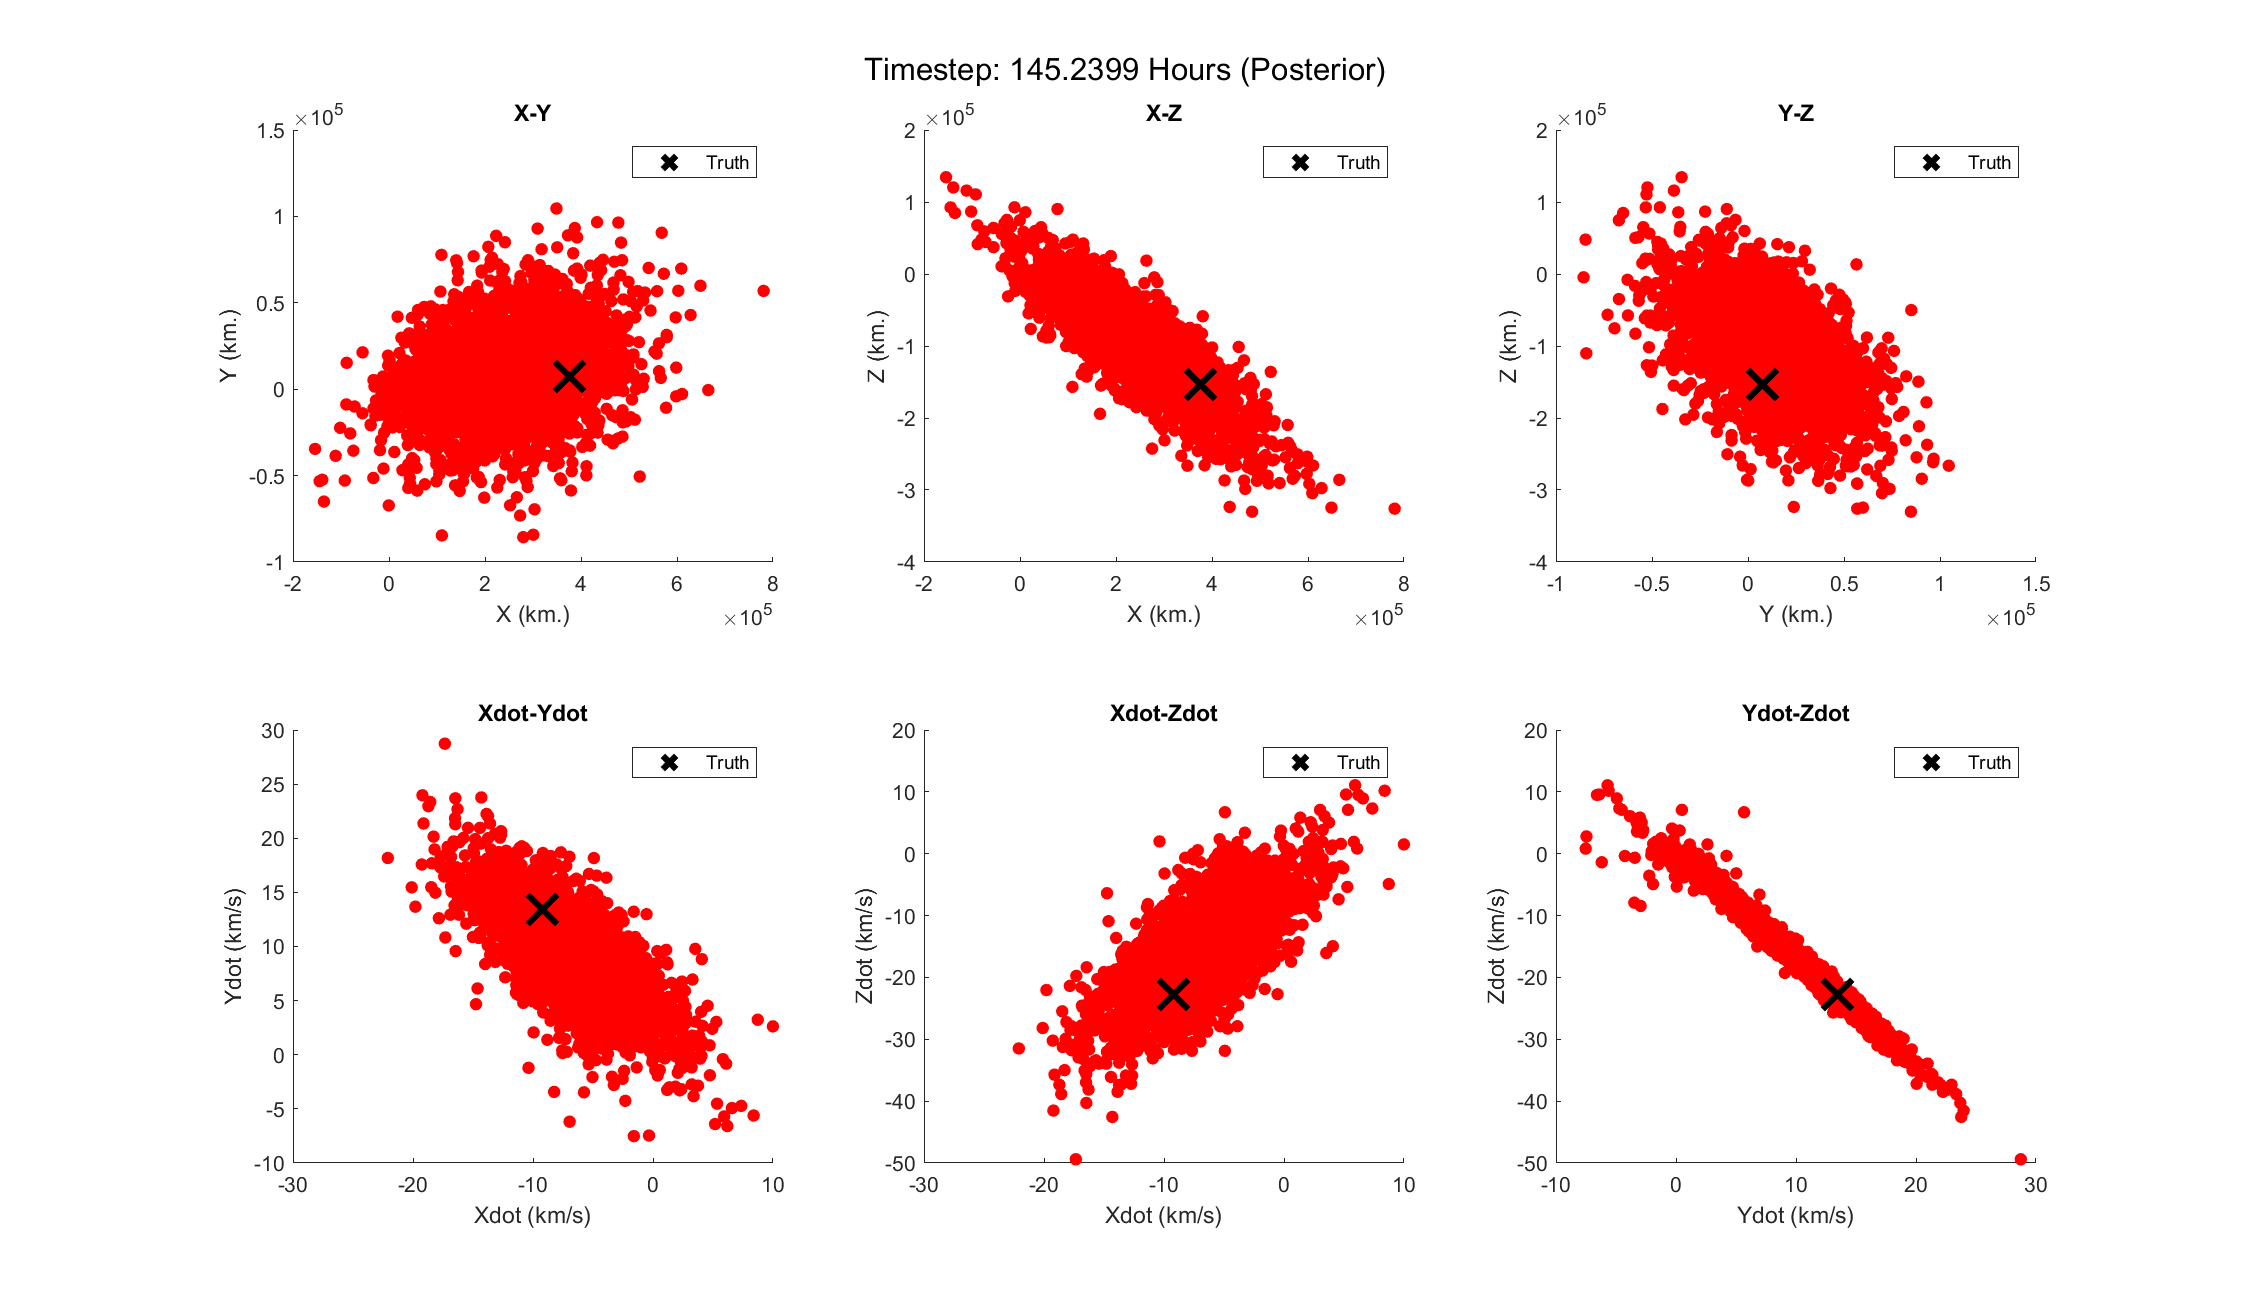 Timestep: 145.2399 Hours (Posterior)
X-Y
×10^5
Truth
1.5
1
0.5
0
-0.5
-1
Y (km.)
-2 0 2 4 6 8
X (km.)
×10^5
X-Z
×10^5
Truth
2
1
0
-1
-2
-3
-4
Z (km.)
-2 0 2 4 6 8
X (km.)
×10^5
Y-Z
×10^5
Truth
2
1
0
-1
-2
-3
-4
Z (km.)
-1 -0.5 0 0.5 1 1.5
Y (km.)
×10^5
Xdot-Ydot
Truth
30
25
20
15
10
5
0
-5
-10
Ydot (km/s)
-30 -20 -10 0 10
Xdot (km/s)
Xdot-Zdot
Truth
20
10
0
-10
-20
-30
-40
-50
Zdot (km/s)
-30 -20 -10 0 10
Xdot (km/s)
Ydot-Zdot
Truth
20
10
0
-10
-20
-30
-40
-50
Zdot (km/s)
-10 0 10 20 30
Ydot (km/s)